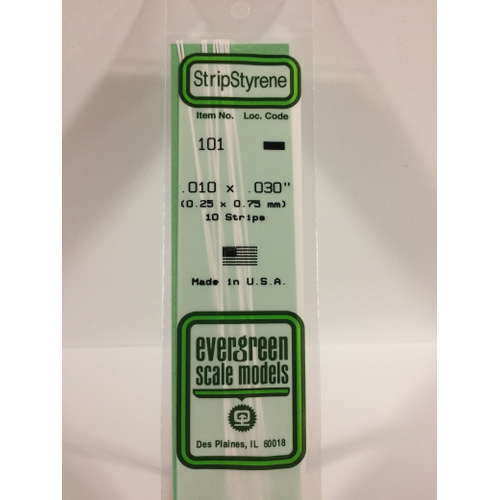 StripStyrene
Item No. Loc. Code
101
.010 x .030"
(0.25 x 0.75 mm)
10 Strips
Made in U.S.A.
evergreen
scale models
Des Plaines, IL 60018